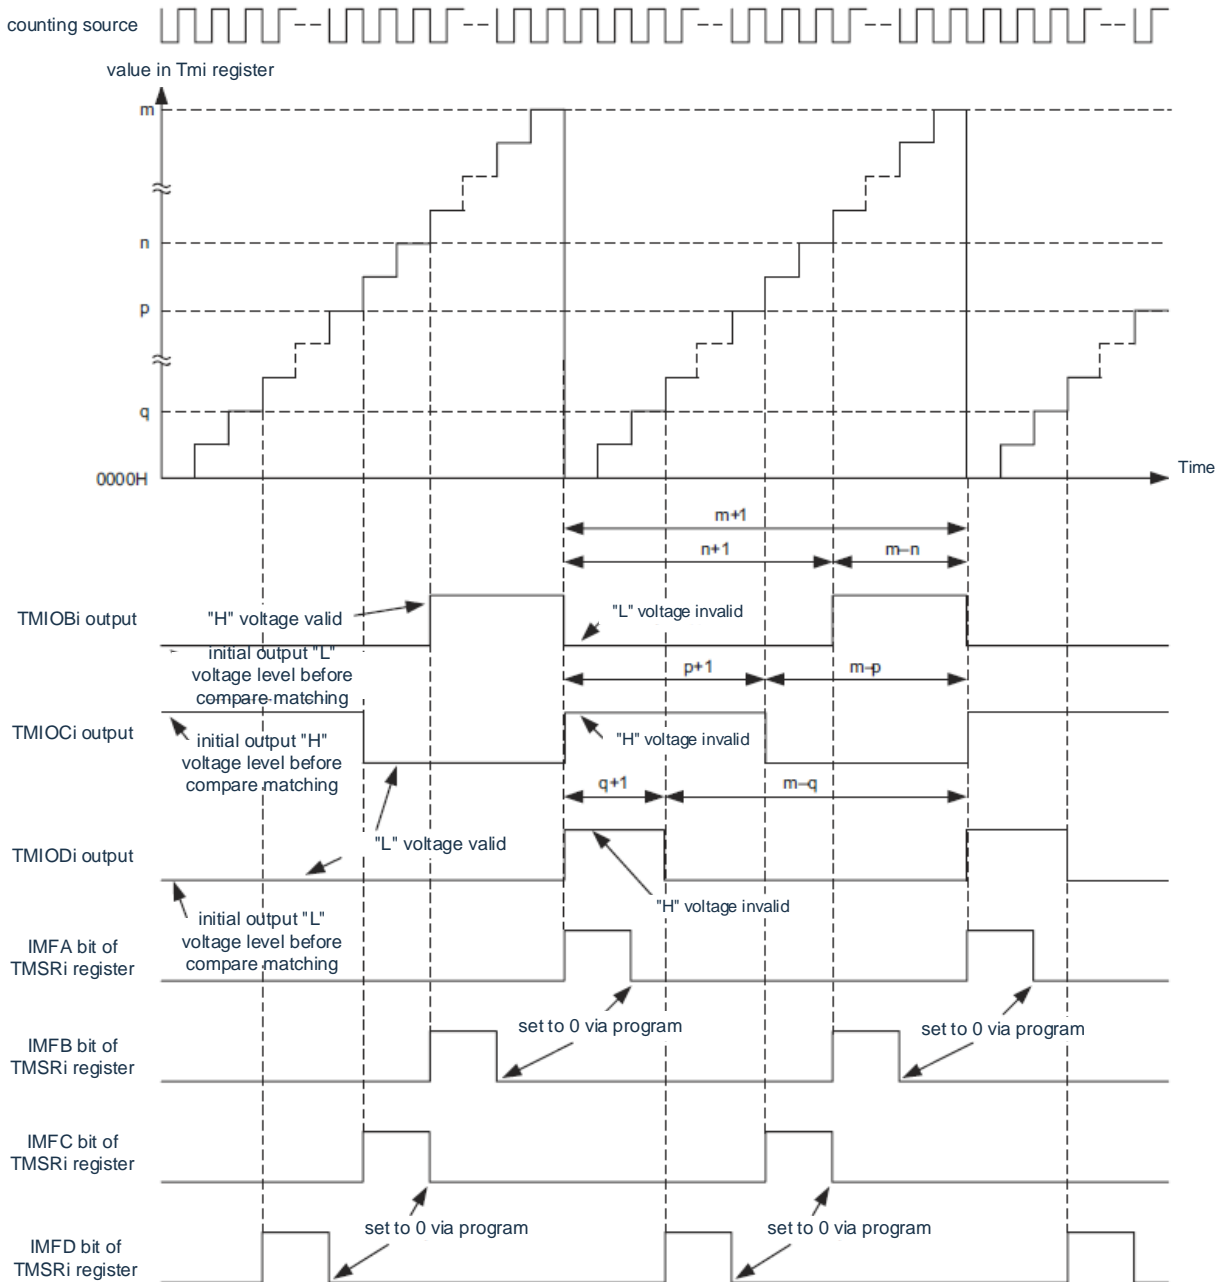 counting source
value in Tmi register
m
n
p
q
0000H
Time
m+1
n+1
m–n
TMIOBi output
"H" voltage valid
"L" voltage invalid
initial output "L"
voltage level before
compare matching
p+1
m–p
TMIOCi output
initial output "H"
voltage level before
compare matching
"H" voltage invalid
q+1
m–q
"L" voltage valid
TMIODi output
"H" voltage invalid
initial output "L"
voltage level before
compare matching
IMFA bit of
TMSRi register
set to 0 via program
set to 0 via program
IMFB bit of
TMSRi register
IMFC bit of
TMSRi register
set to 0 via program
set to 0 via program
IMFD bit of
TMSRi register